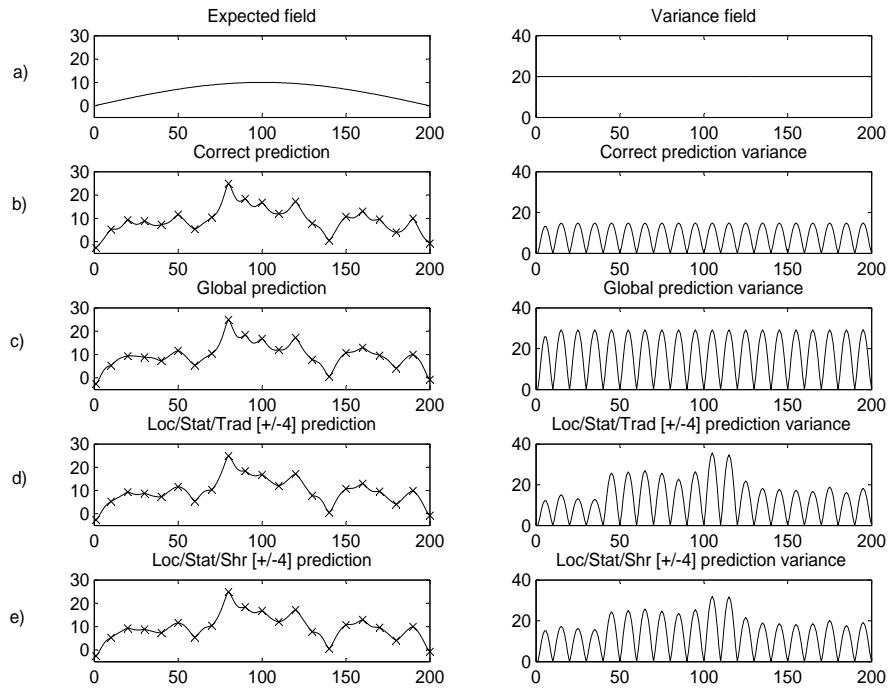 Expected field
Variance field
a)
30
20
10
0
0 50 100 150 200
40
20
0
0 50 100 150 200
Correct prediction
Correct prediction variance
b)
30
20
10
0
0 50 100 150 200
40
20
0
0 50 100 150 200
Global prediction
Global prediction variance
c)
30
20
10
0
0 50 100 150 200
40
20
0
0 50 100 150 200
Loc/Stat/Trad [+/-4] prediction
Loc/Stat/Trad [+/-4] prediction variance
d)
30
20
10
0
0 50 100 150 200
40
20
0
0 50 100 150 200
Loc/Stat/Shr [+/-4] prediction
Loc/Stat/Shr [+/-4] prediction variance
e)
30
20
10
0
0 50 100 150 200
40
20
0
0 50 100 150 200